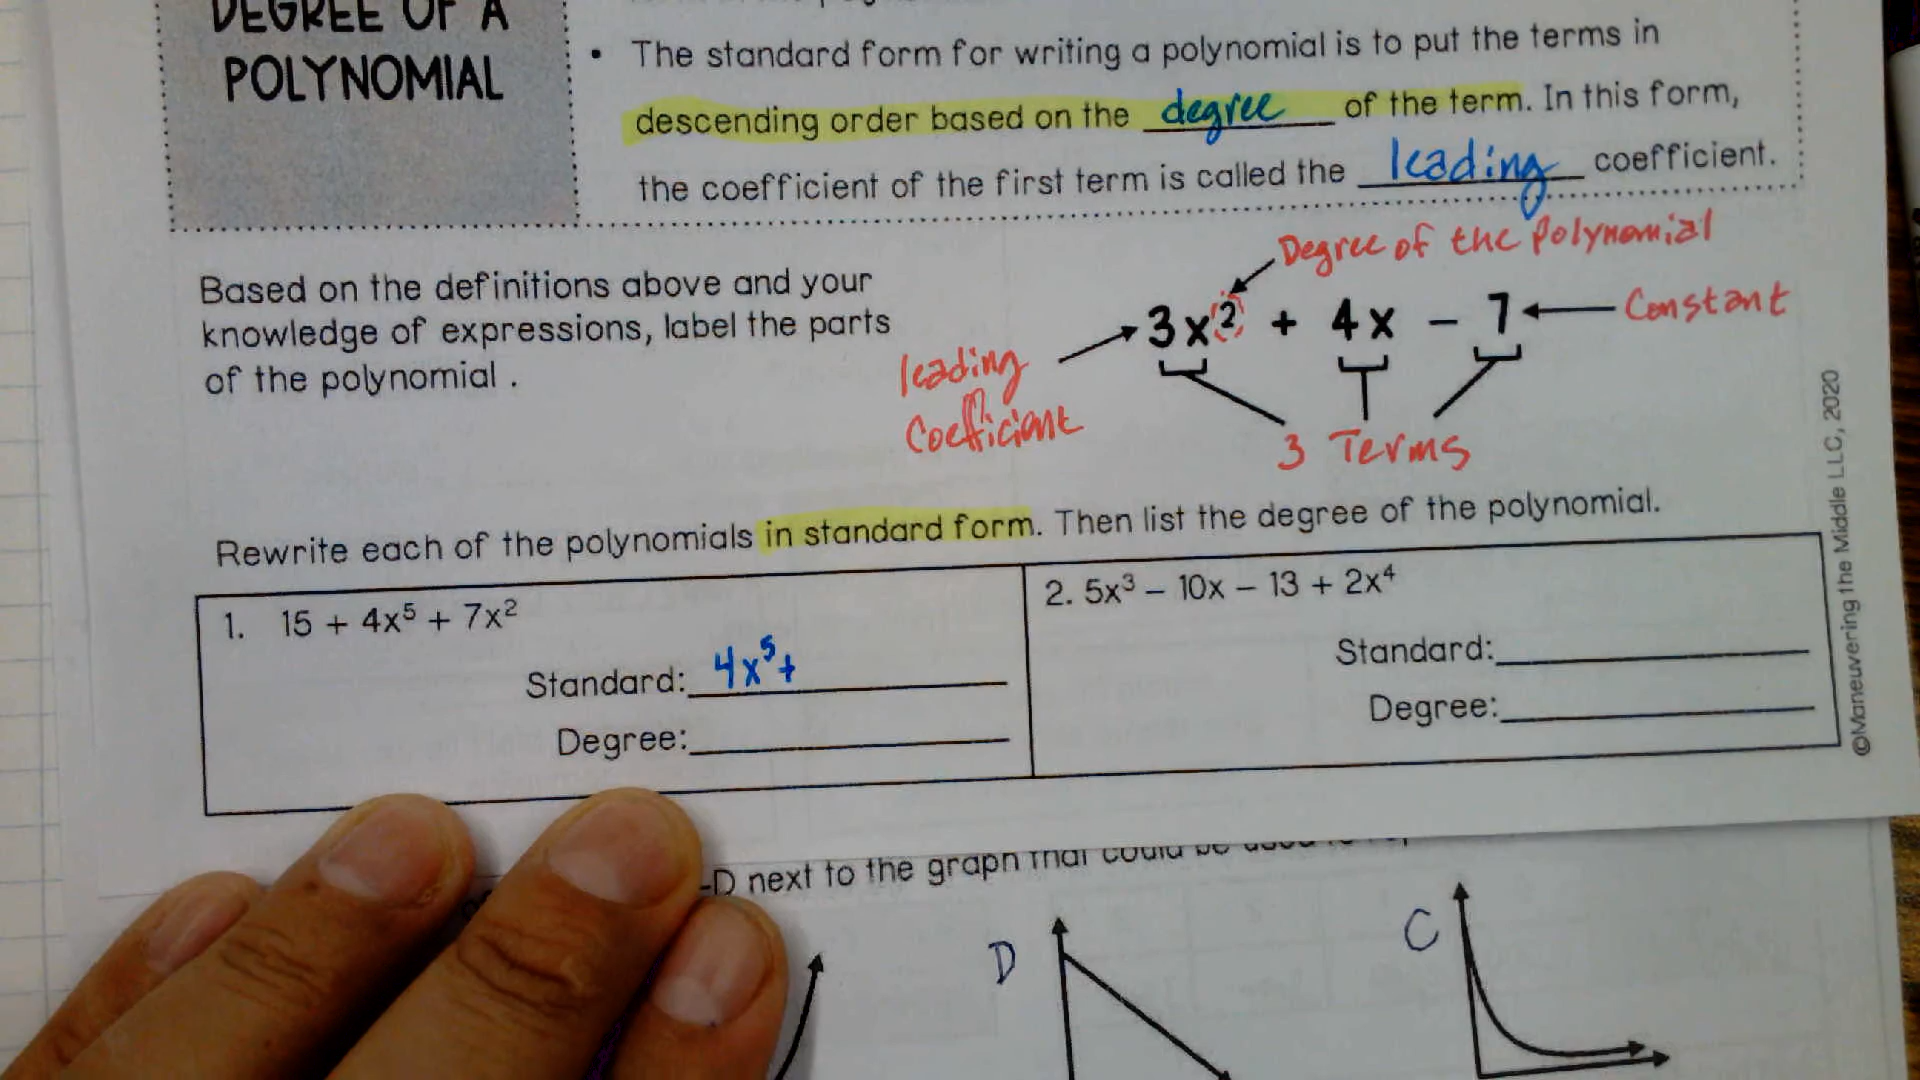 DEGREE OF A
POLYNOMIAL
• The standard form for writing a polynomial is to put the terms in
descending order based on the degree of the term. In this form,
the coefficient of the first term is called the leading coefficient.
Based on the definitions above and your
knowledge of expressions, label the parts
of the polynomial .
Degree of the Polynomial
3x² + 4x − 7
Constant
leading
Coefficient
3 Terms
Rewrite each of the polynomials in standard form. Then list the degree of the polynomial.
1. 15 + 4x⁵ + 7x²
Standard: 4x⁵+
Degree:
2. 5x³ − 10x − 13 + 2x⁴
Standard:
Degree:
©Maneuvering the Middle LLC, 2020
-D next to the graph that could be
D
C